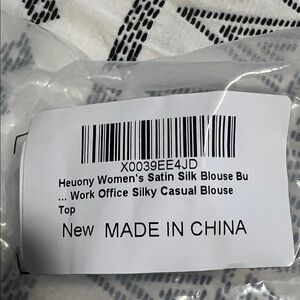 X0039EE4JD
Heuony Women's Satin Silk Blouse Bu
... Work Office Silky Casual Blouse
Top
New MADE IN CHINA